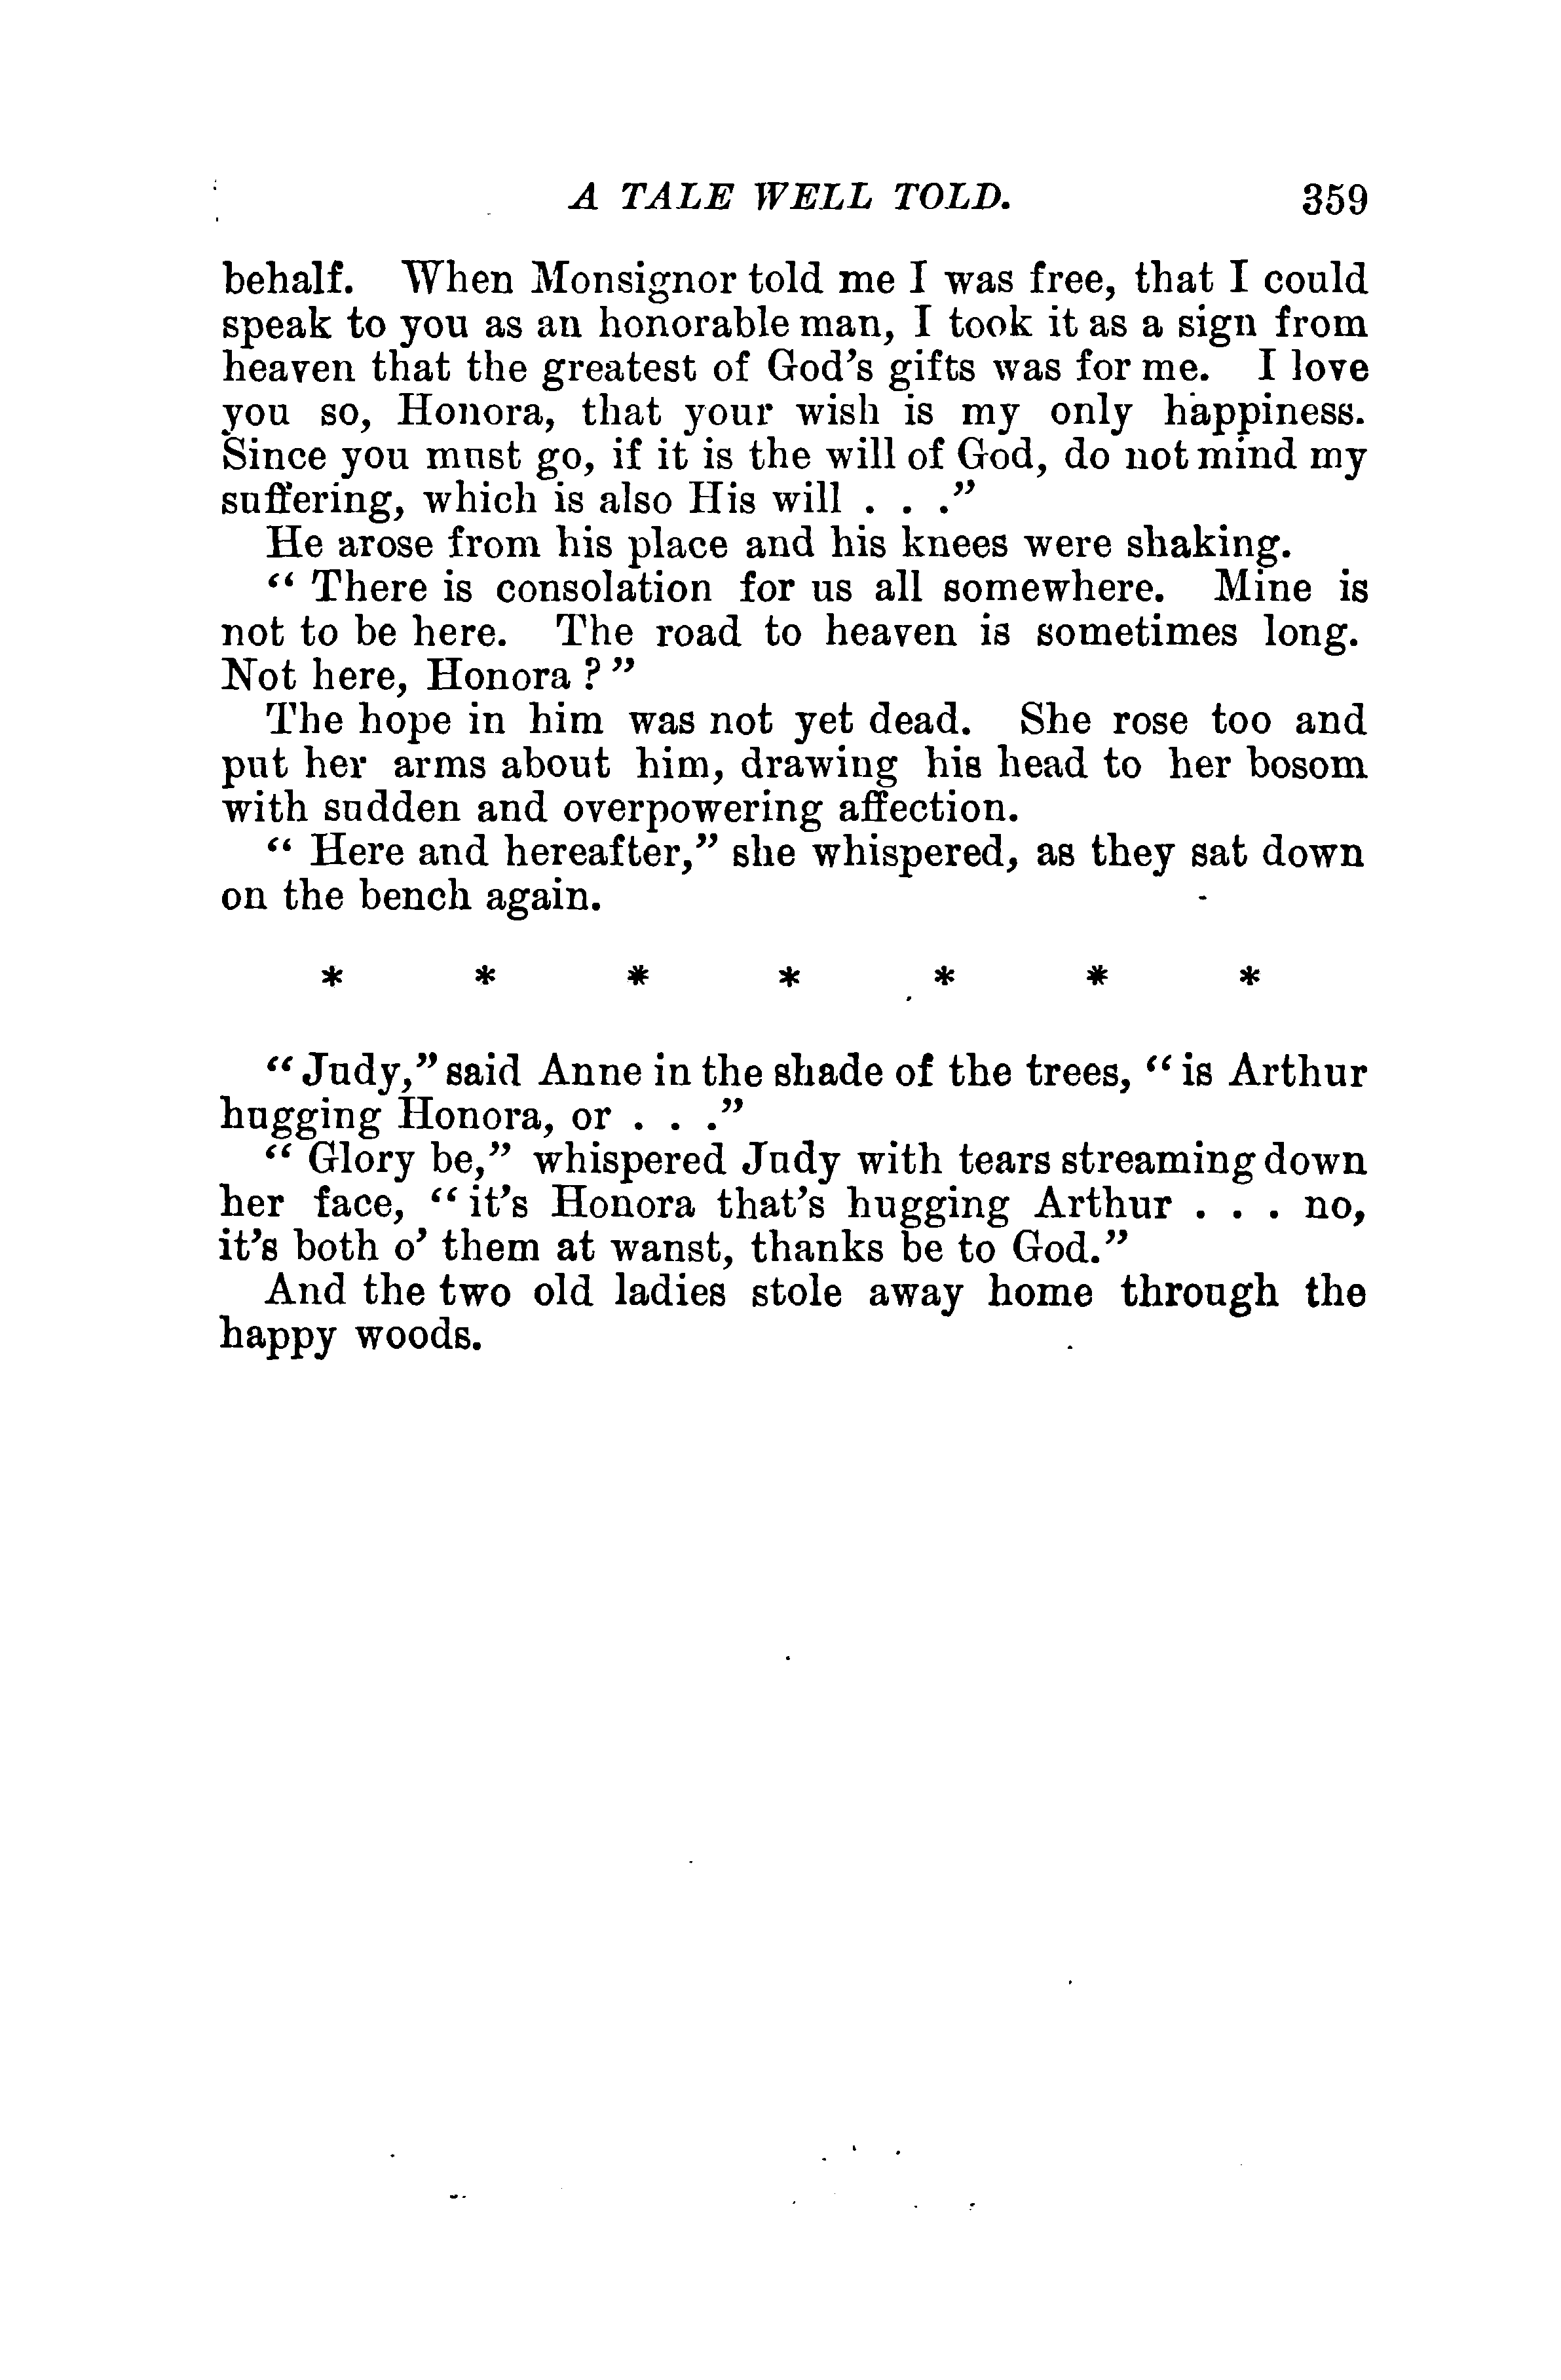 A TALE WELL TOLD. 359
behalf. When Monsignor told me I was free, that I could
speak to you as an honorable man, I took it as a sign from
heaven that the greatest of God's gifts was for me. I love
you so, Honora, that your wish is my only happiness.
Since you must go, if it is the will of God, do not mind my
suffering, which is also His will . . ."
He arose from his place and his knees were shaking.
"There is consolation for us all somewhere. Mine is
not to be here. The road to heaven is sometimes long.
Not here, Honora?"
The hope in him was not yet dead. She rose too and
put her arms about him, drawing his head to her bosom
with sudden and overpowering affection.
"Here and hereafter," she whispered, as they sat down
on the bench again.
* * * * * * *
"Judy," said Anne in the shade of the trees, "is Arthur
hugging Honora, or . . ."
"Glory be," whispered Judy with tears streaming down
her face, "it's Honora that's hugging Arthur . . . no,
it's both o' them at wanst, thanks be to God."
And the two old ladies stole away home through the
happy woods.